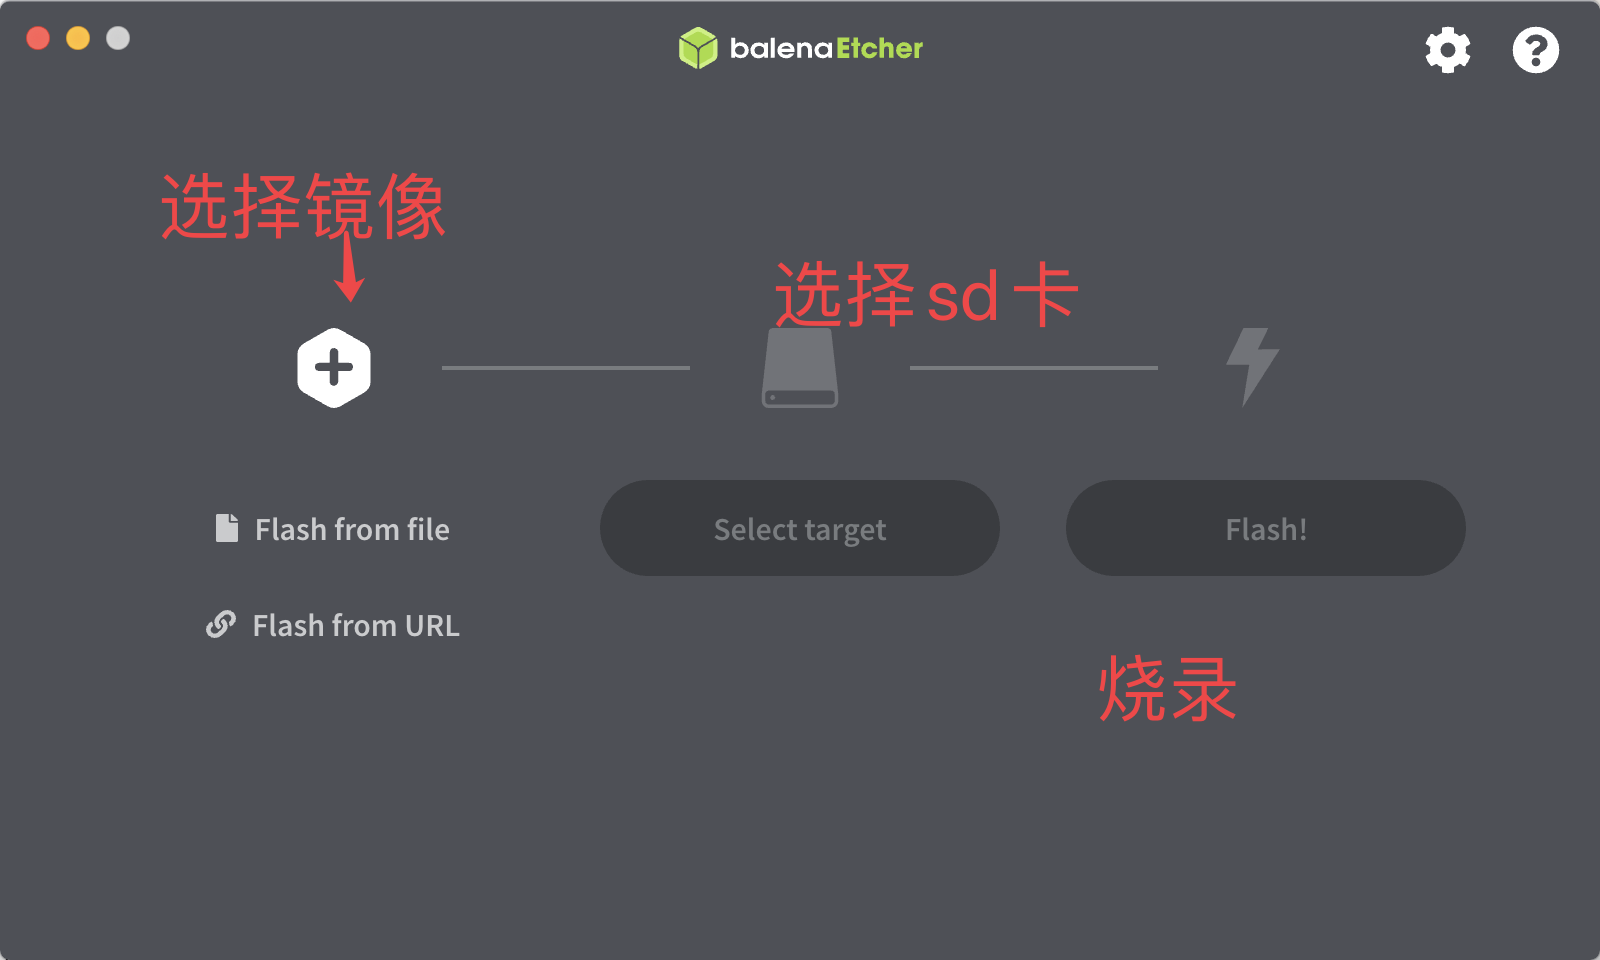 balenaEtcher
选择镜像
选择sd卡
Flash from file
Select target
Flash!
Flash from URL
烧录